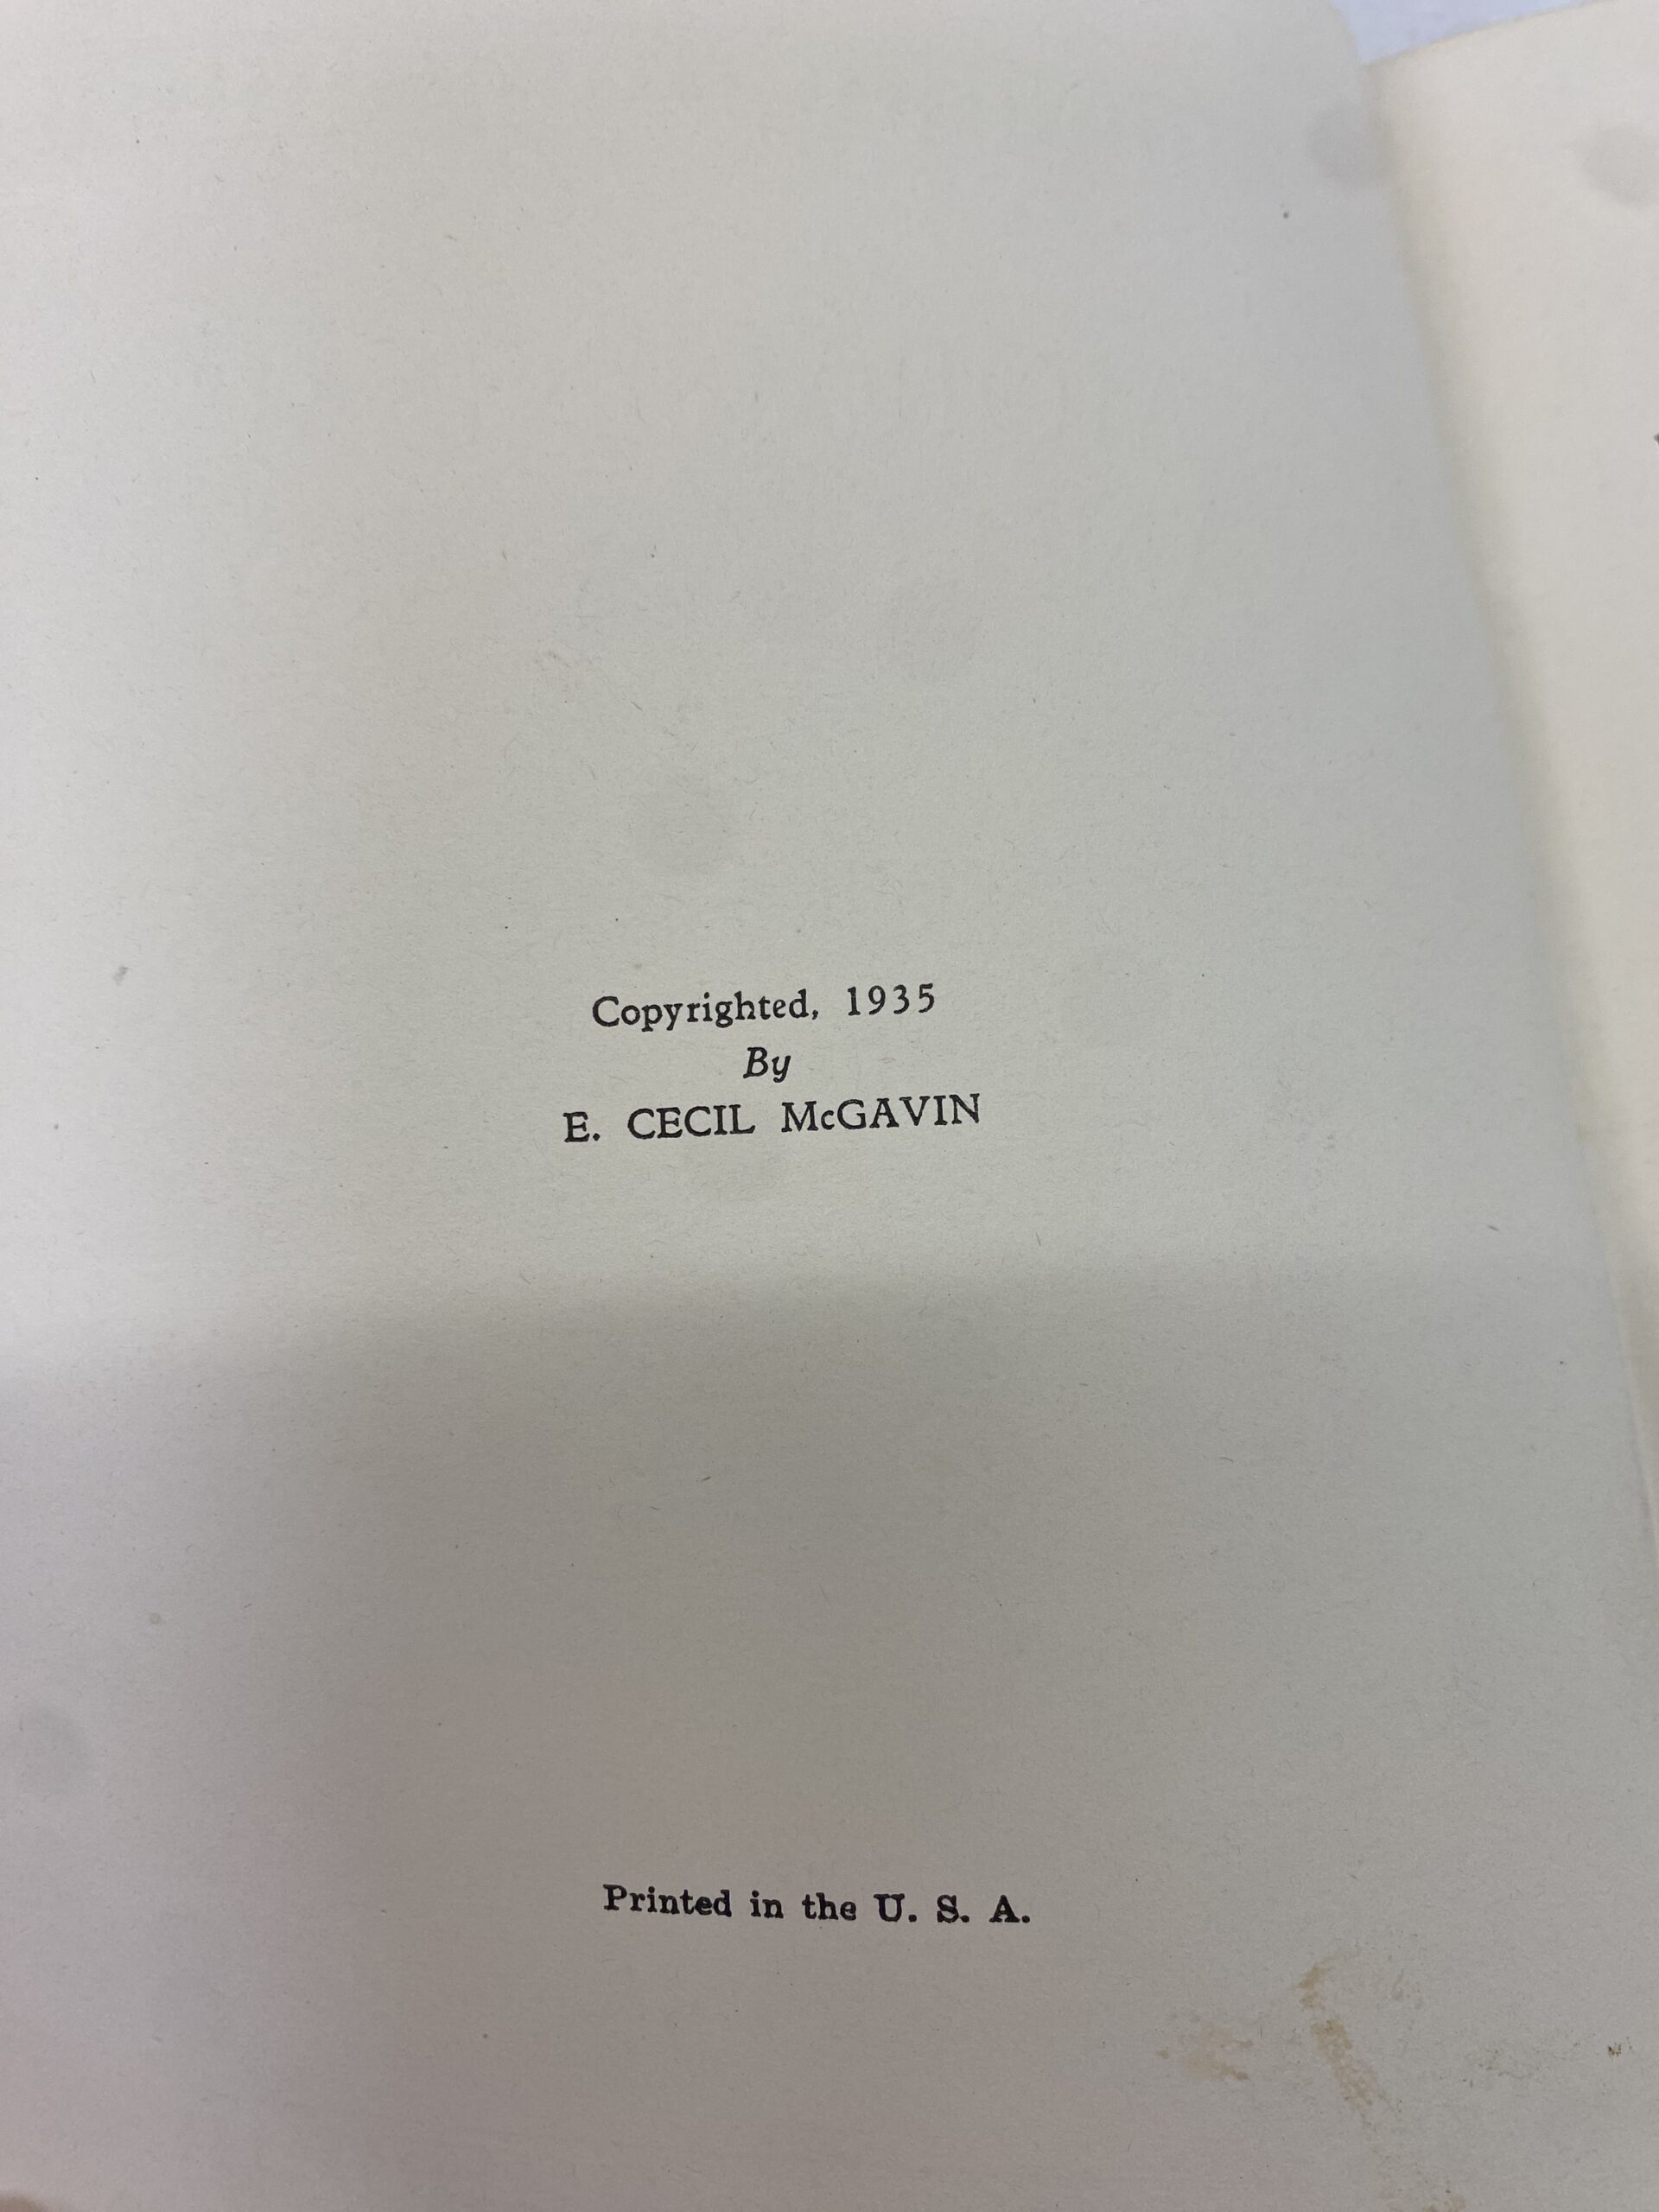 Copyrighted, 1935
By
E. CECIL McGAVIN
Printed in the U. S. A.